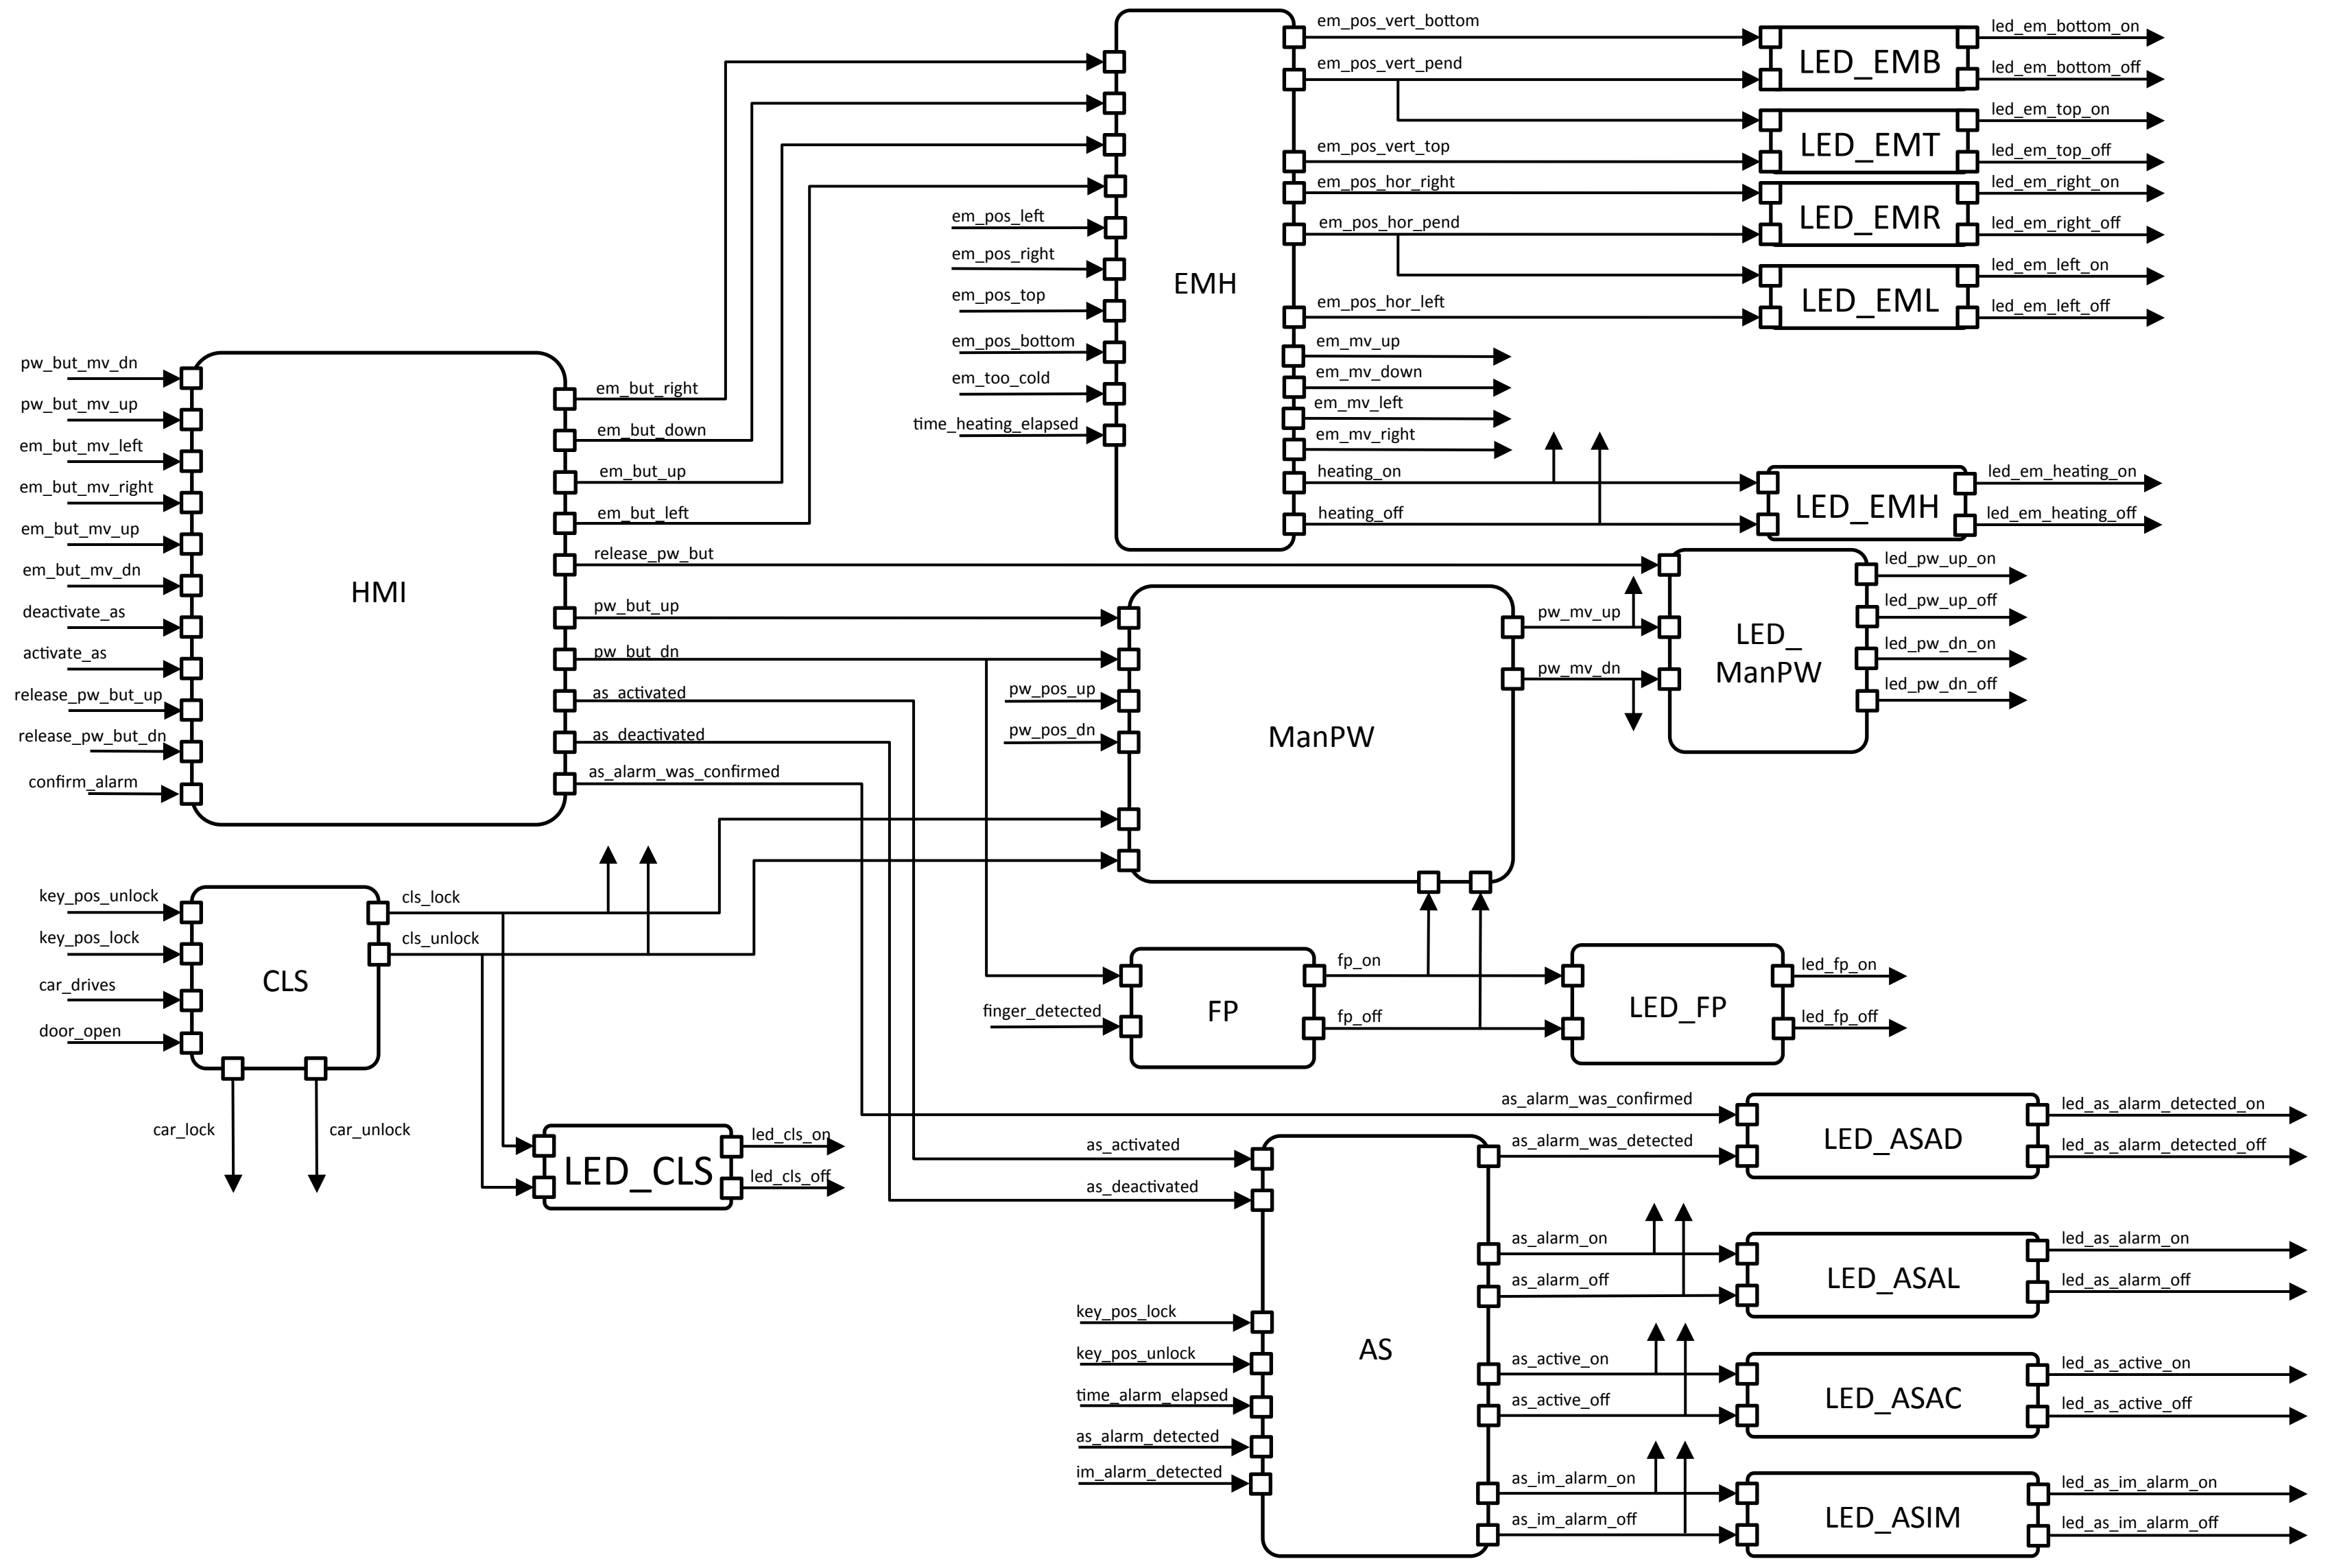 em_pos_vert_bottom
em_pos_vert_pend
em_pos_vert_top
em_pos_hor_right
em_pos_hor_pend
em_pos_hor_left
em_mv_up
em_mv_down
em_mv_left
em_mv_right
heating_on
heating_off
EMH
em_pos_left
em_pos_right
em_pos_top
em_pos_bottom
em_too_cold
time_heating_elapsed
LED_EMB
led_em_bottom_on
led_em_bottom_off
LED_EMT
led_em_top_on
led_em_top_off
LED_EMR
led_em_right_on
led_em_right_off
LED_EML
led_em_left_on
led_em_left_off
LED_EMH
led_em_heating_on
led_em_heating_off
pw_but_mv_dn
pw_but_mv_up
em_but_mv_left
em_but_mv_right
em_but_mv_up
em_but_mv_dn
deactivate_as
activate_as
release_pw_but_up
release_pw_but_dn
confirm_alarm
HMI
em_but_right
em_but_down
em_but_up
em_but_left
release_pw_but
pw_but_up
pw_but_dn
as_activated
as_deactivated
as_alarm_was_confirmed
pw_pos_up
pw_pos_dn
ManPW
pw_mv_up
pw_mv_dn
LED_
ManPW
led_pw_up_on
led_pw_up_off
led_pw_dn_on
led_pw_dn_off
key_pos_unlock
key_pos_lock
car_drives
door_open
CLS
cls_lock
cls_unlock
car_lock
car_unlock
LED_CLS
led_cls_on
led_cls_off
finger_detected
FP
fp_on
fp_off
LED_FP
led_fp_on
led_fp_off
as_alarm_was_confirmed
as_alarm_was_detected
LED_ASAD
led_as_alarm_detected_on
led_as_alarm_detected_off
as_activated
as_deactivated
key_pos_lock
key_pos_unlock
time_alarm_elapsed
as_alarm_detected
im_alarm_detected
AS
as_alarm_on
as_alarm_off
LED_ASAL
led_as_alarm_on
led_as_alarm_off
as_active_on
as_active_off
LED_ASAC
led_as_active_on
led_as_active_off
as_im_alarm_on
as_im_alarm_off
LED_ASIM
led_as_im_alarm_on
led_as_im_alarm_off